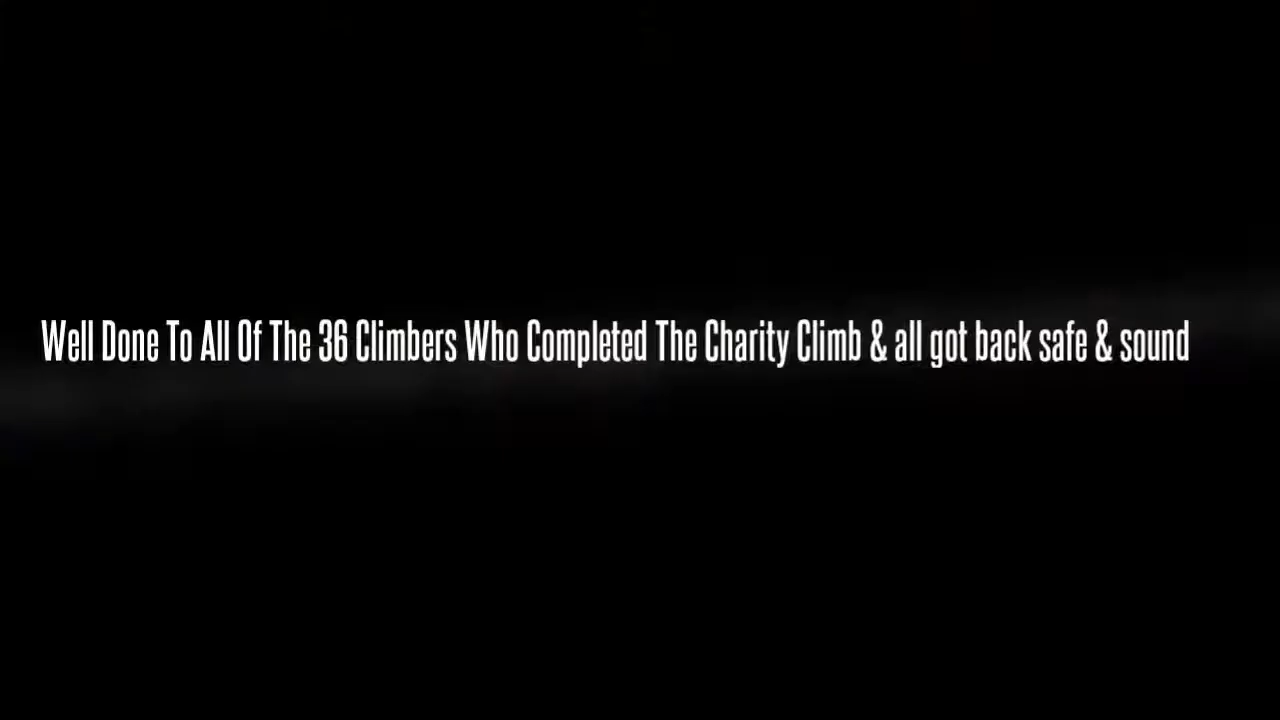 Well Done To All Of The 36 Climbers Who Completed The Charity Climb & all got back safe & sound